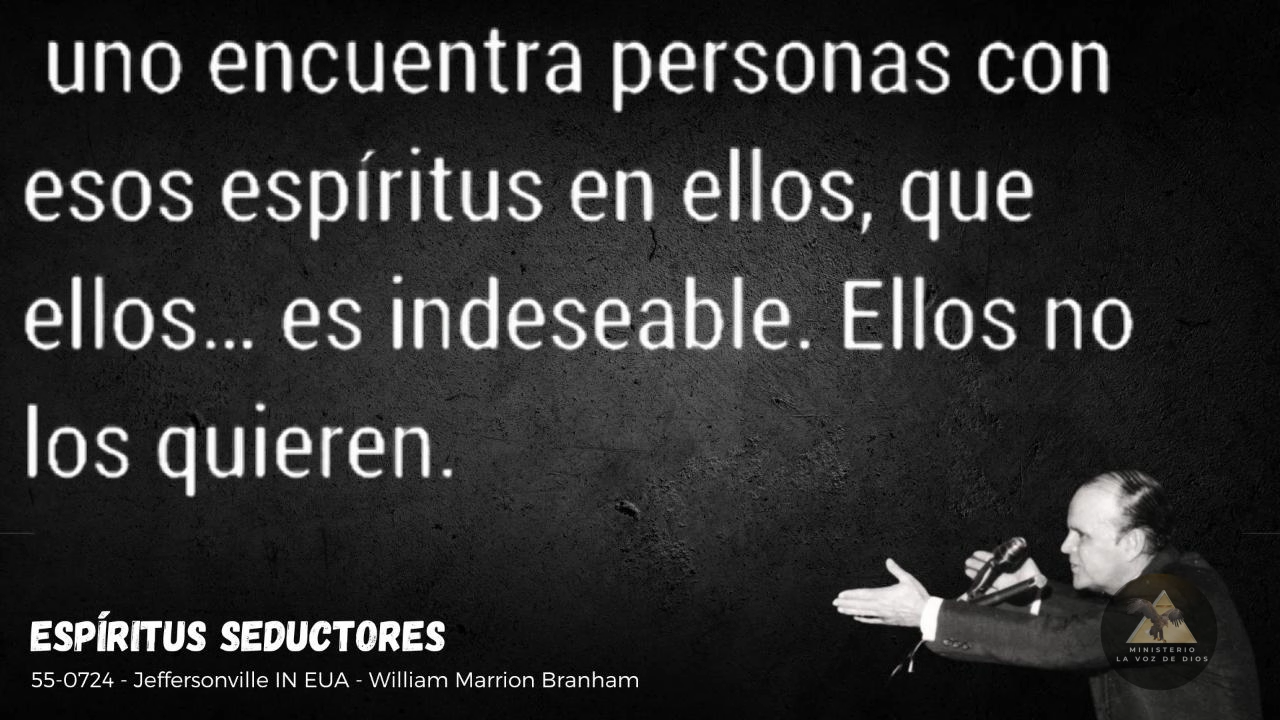 uno encuentra personas con
esos espíritus en ellos, que
ellos... es indeseable. Ellos no
los quieren.
ESPÍRITUS SEDUCTORES
55-0724 - Jeffersonville IN EUA - William Marrion Branham
MINISTERIO
LA VOZ DE DIOS